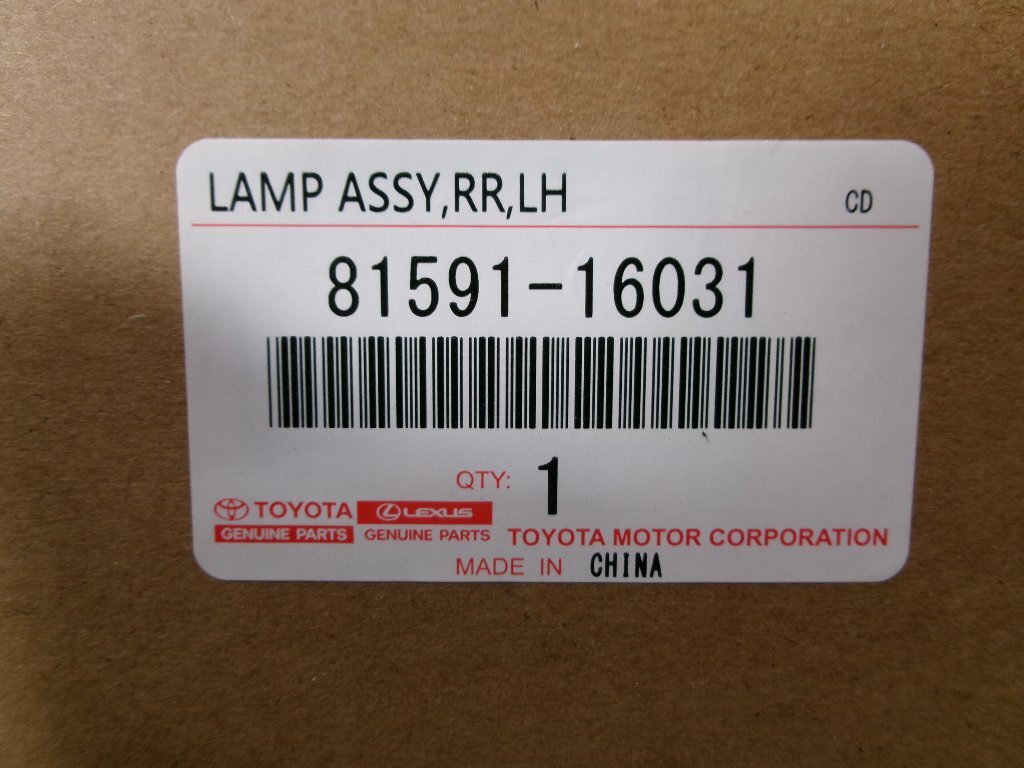 LAMP ASSY,RR,LH CD
81591-16031
QTY: 1
TOYOTA LEXUS
GENUINE PARTS GENUINE PARTS TOYOTA MOTOR CORPORATION
MADE IN CHINA